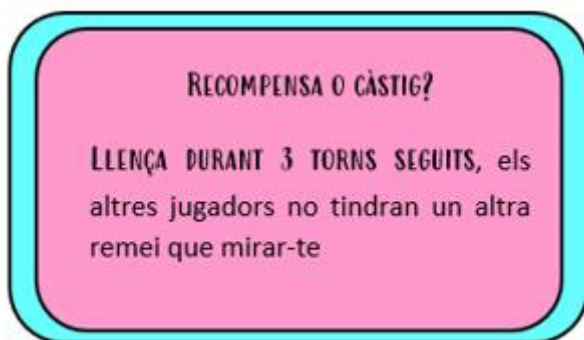 RECOMPENSA O CÀSTIG?
LLENÇA DURANT 3 TORNS SEGUITS, els
altres jugadors no tindran un altra
remei que mirar-te